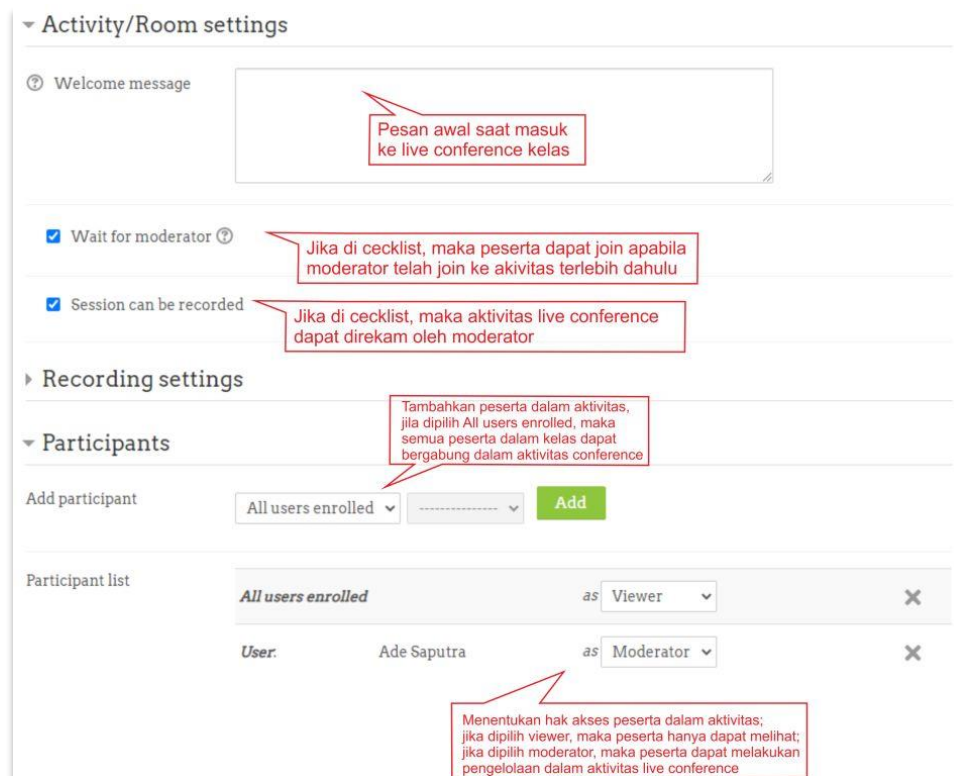 Activity/Room settings
Welcome message
Pesan awal saat masuk
ke live conference kelas
Wait for moderator
Jika di cecklist, maka peserta dapat join apabila
moderator telah join ke akivitas terlebih dahulu
Session can be recorded
Jika di cecklist, maka aktivitas live conference
dapat direkam oleh moderator
Recording settings
Tambahkan peserta dalam aktivitas,
jila dipilih All users enrolled, maka
semua peserta dalam kelas dapat
bergabung dalam aktivitas conference
Participants
Add participant
All users enrolled
---------------
Add
Participant list
All users enrolled as Viewer
User: Ade Saputra as Moderator
Menentukan hak akses peserta dalam aktivitas;
jika dipilih viewer, maka peserta hanya dapat melihat;
jika dipilih moderator, maka peserta dapat melakukan
pengelolaan dalam aktivitas live conference